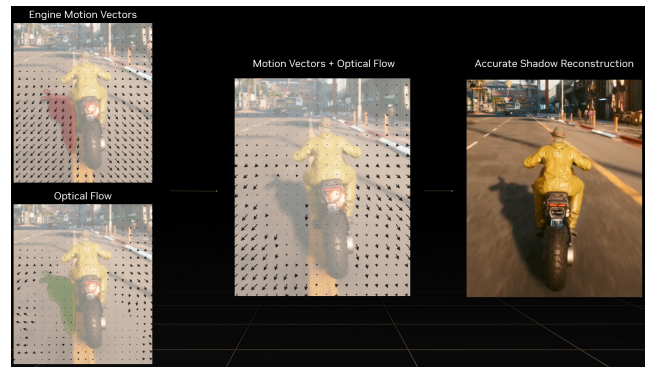 Engine Motion Vectors
Motion Vectors + Optical Flow
Accurate Shadow Reconstruction
Optical Flow